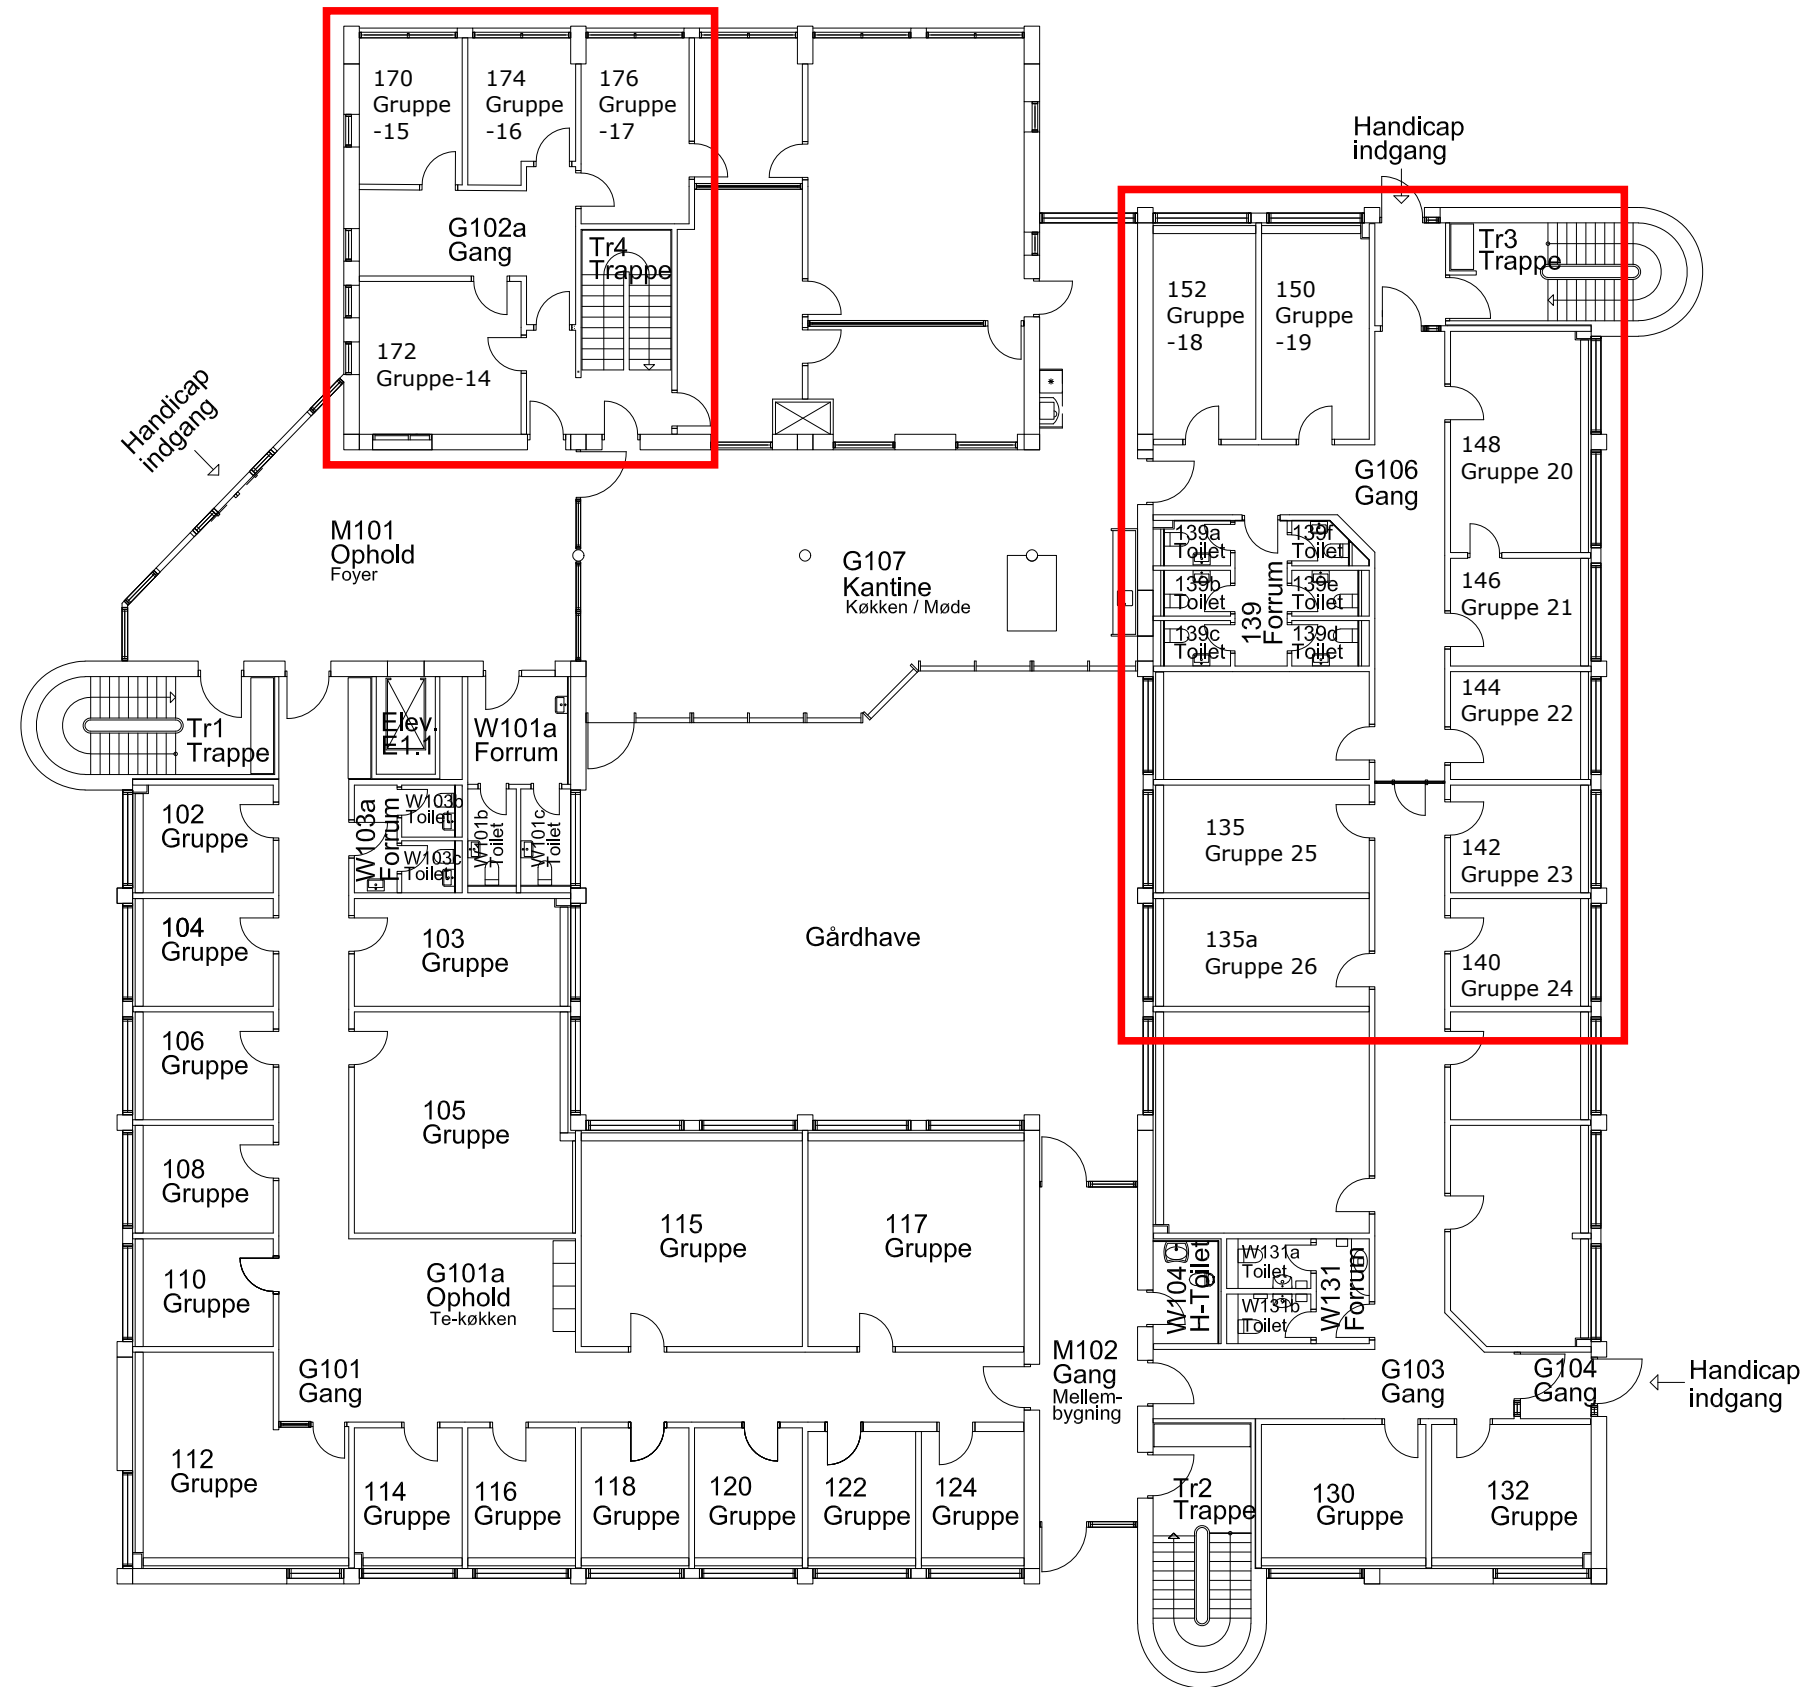 170
Gruppe
-15
174
Gruppe
-16
176
Gruppe
-17
G102a
Gang
Tr4
Trappe
172
Gruppe-14
Handicap
indgang
Handicap
indgang
Tr3
Trappe
152
Gruppe
-18
150
Gruppe
-19
148
Gruppe 20
G106
Gang
M101
Ophold
Foyer
G107
Kantine
Køkken / Møde
139a
Toilet
139f
Toilet
139b
Toilet
139e
Toilet
139c
Toilet
139d
Toilet
139
Forrum
146
Gruppe 21
144
Gruppe 22
Tr1
Trappe
Elev.
E1.1
W101a
Forrum
102
Gruppe
W103a
Forrum
W103b
Toilet
W103c
Toilet
W101b
Toilet
W101c
Toilet
135
Gruppe 25
142
Gruppe 23
104
Gruppe
103
Gruppe
Gårdhave
135a
Gruppe 26
140
Gruppe 24
106
Gruppe
105
Gruppe
108
Gruppe
115
Gruppe
117
Gruppe
110
Gruppe
G101a
Ophold
Te-køkken
W104
H-Toilet
W131a
Toilet
W131b
Toilet
W131
Forrum
G101
Gang
M102
Gang
Mellem-
bygning
G103
Gang
G104
Gang
Handicap
indgang
112
Gruppe
114
Gruppe
116
Gruppe
118
Gruppe
120
Gruppe
122
Gruppe
124
Gruppe
Tr2
Trappe
130
Gruppe
132
Gruppe